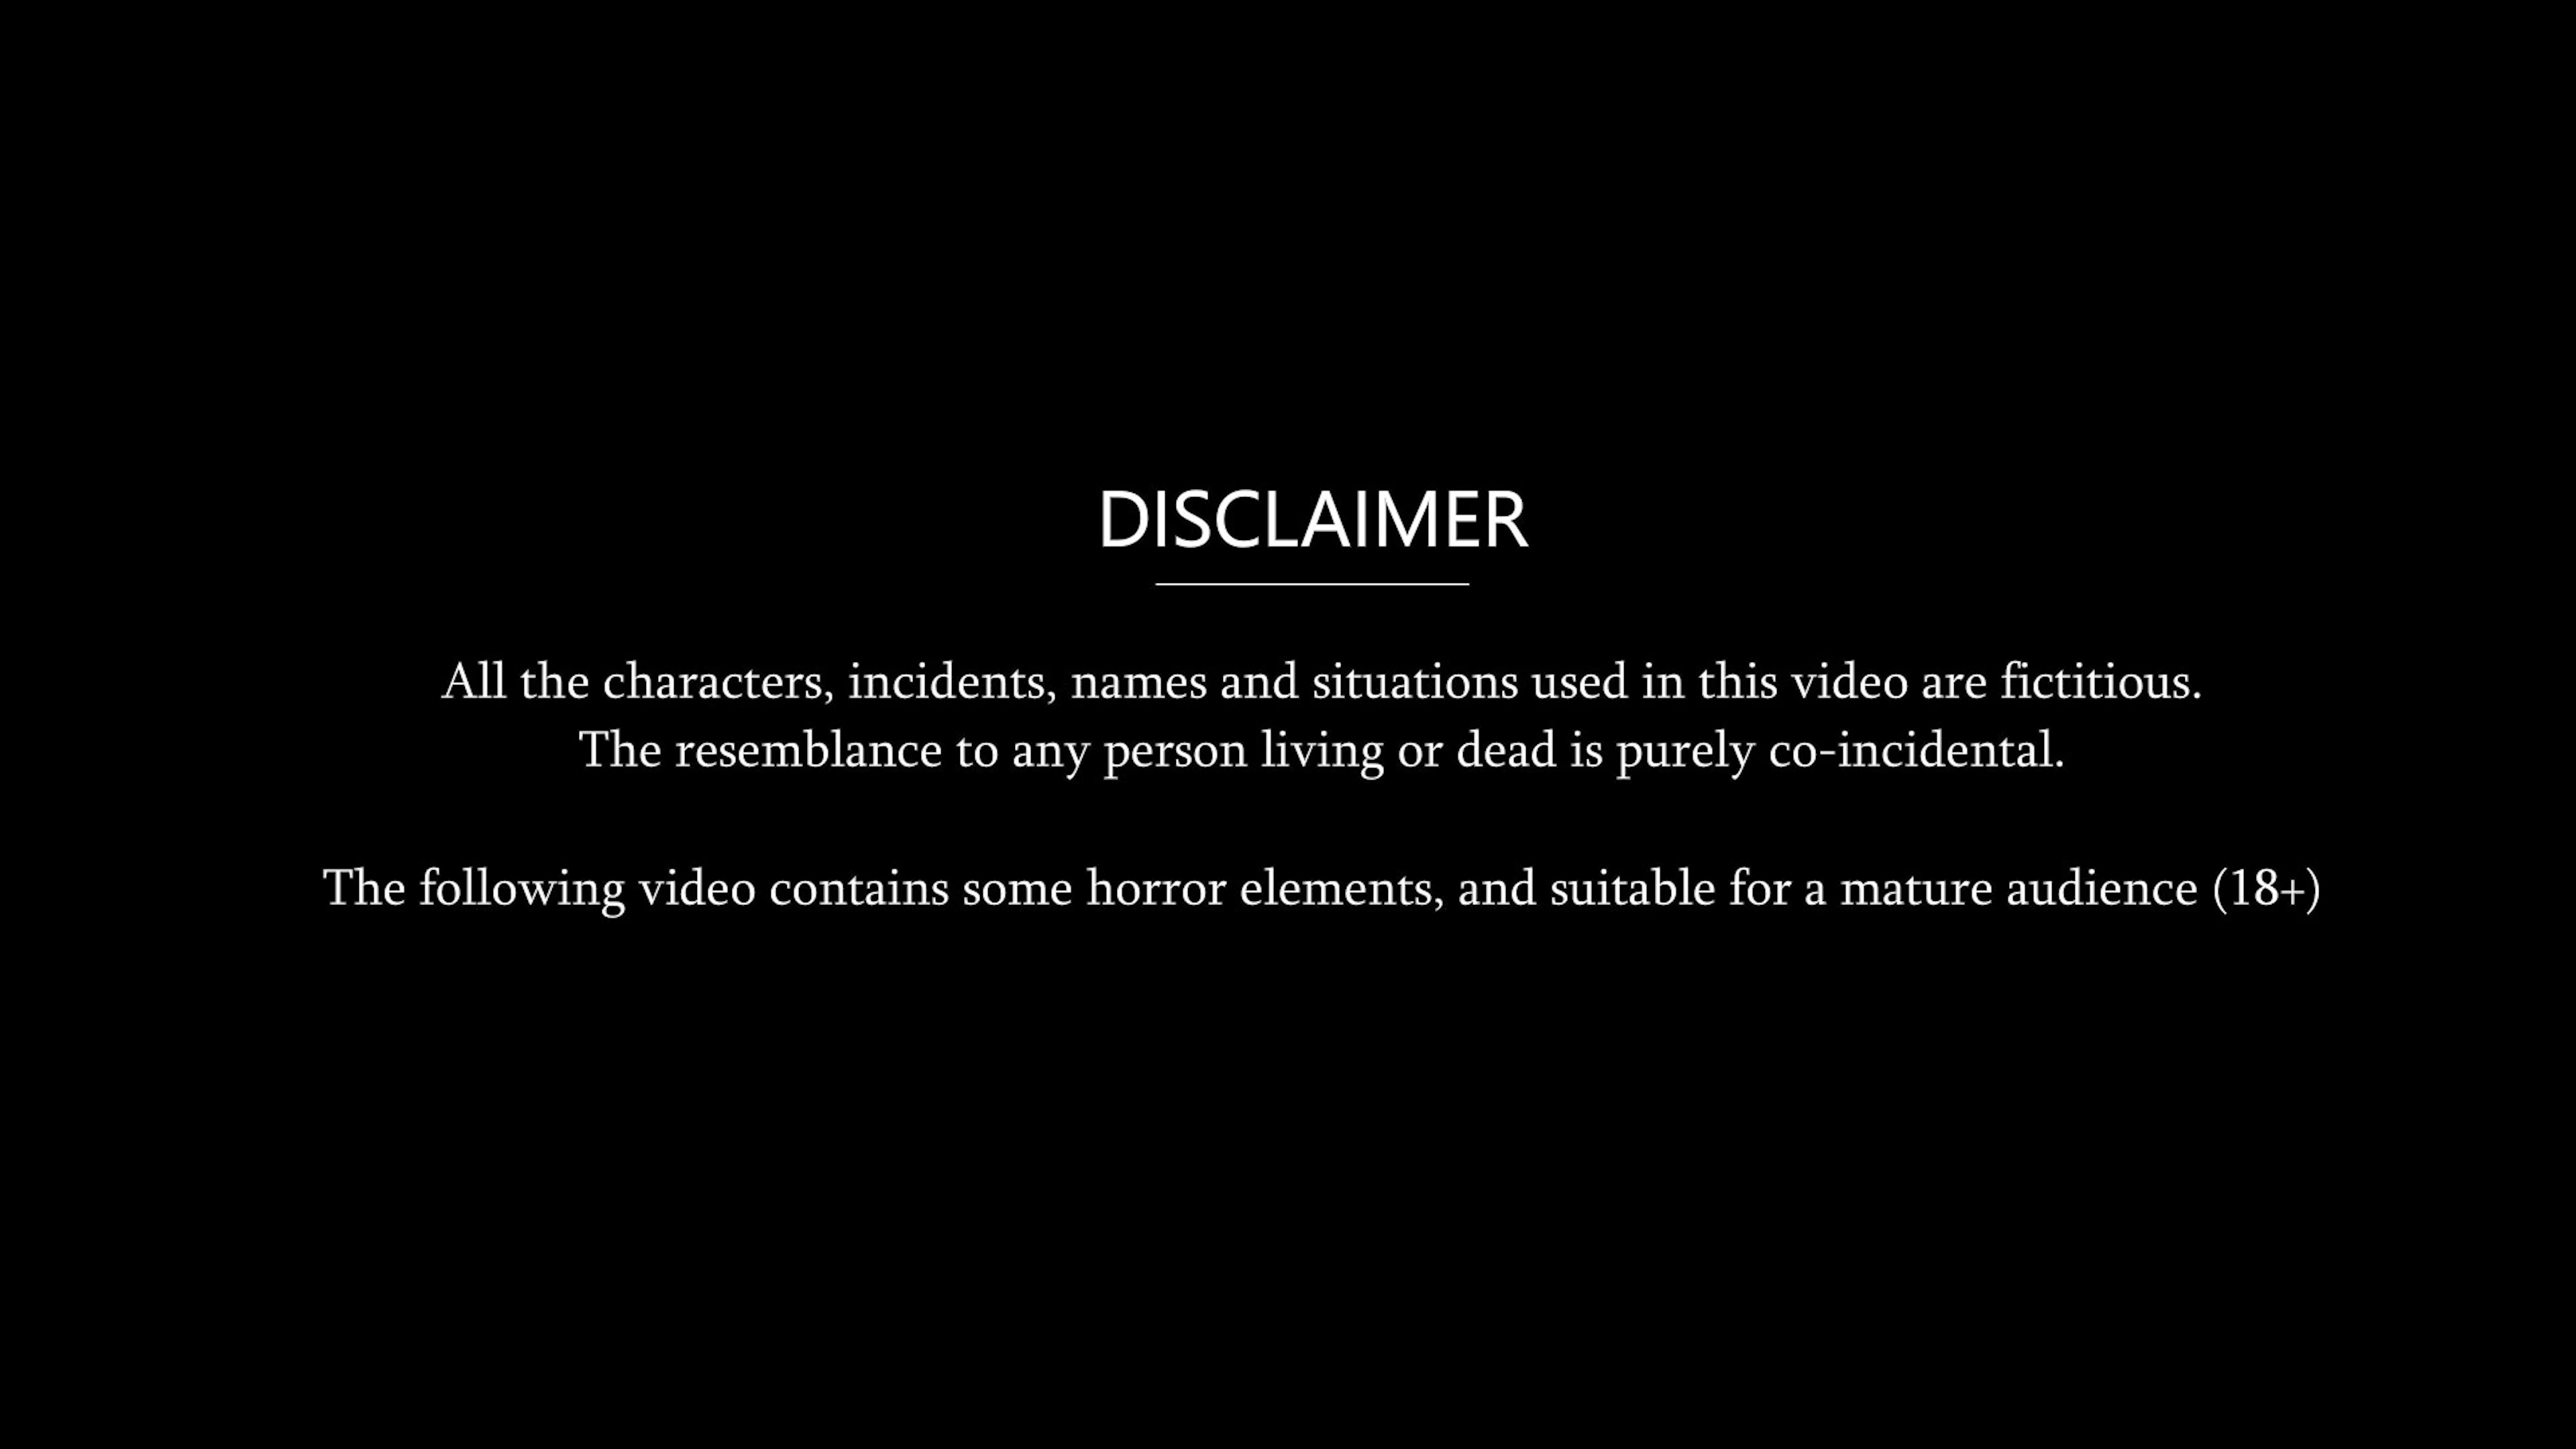 DISCLAIMER
All the characters, incidents, names and situations used in this video are fictitious.
The resemblance to any person living or dead is purely co-incidental.
The following video contains some horror elements, and suitable for a mature audience (18+)